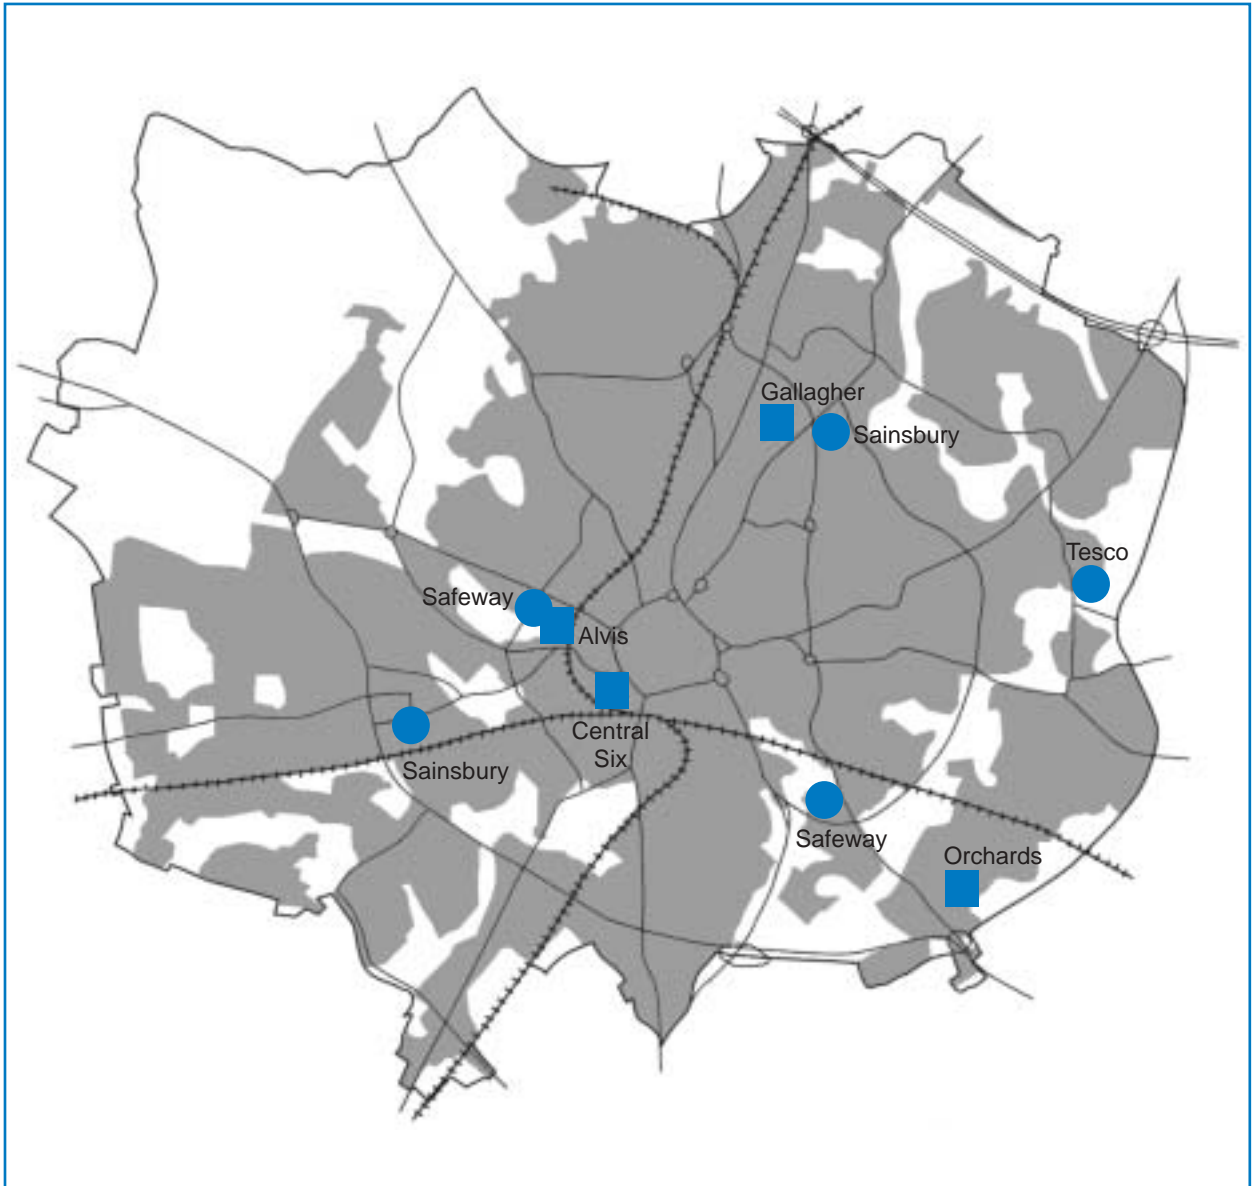 Gallagher
Sainsbury
Tesco
Safeway
Alvis
Central
Six
Sainsbury
Safeway
Orchards